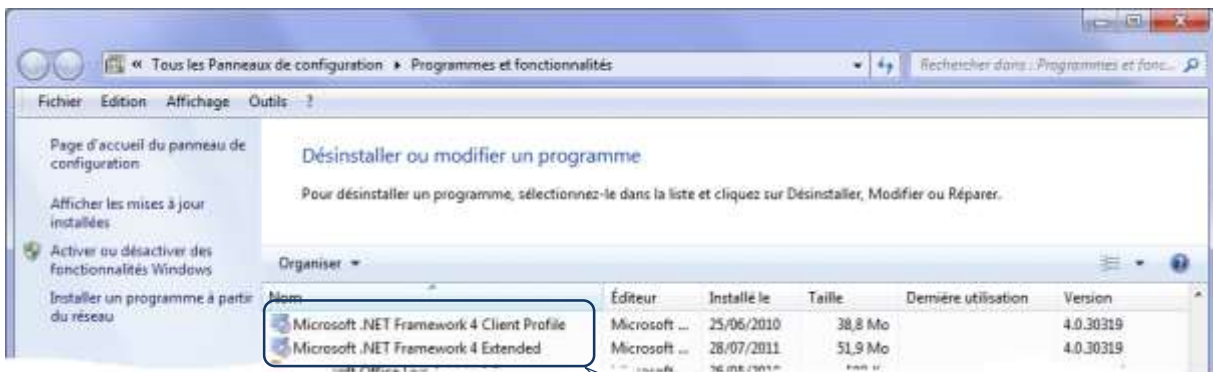 « Tous les Panneaux de configuration ▸ Programmes et fonctionnalités
Rechercher dans : Programmes et fonc...
Fichier Edition Affichage Outils ?
Page d'accueil du panneau de
configuration
Afficher les mises à jour
installées
Activer ou désactiver des
fonctionnalités Windows
Installer un programme à partir
du réseau
Désinstaller ou modifier un programme
Pour désinstaller un programme, sélectionnez-le dans la liste et cliquez sur Désinstaller, Modifier ou Réparer.
Organiser
Nom Éditeur Installé le Taille Dernière utilisation Version
Microsoft .NET Framework 4 Client Profile Microsoft ... 25/06/2010 38,8 Mo 4.0.30319
Microsoft .NET Framework 4 Extended Microsoft ... 28/07/2011 51,9 Mo 4.0.30319